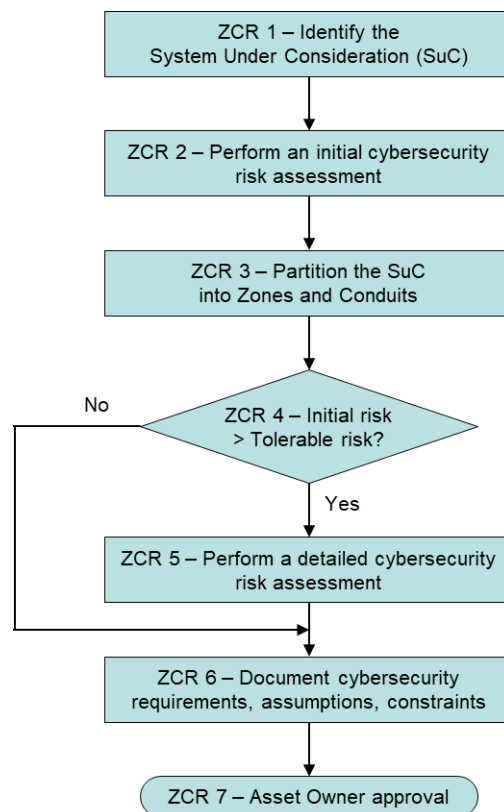 ZCR 1 – Identify the
System Under Consideration (SuC)
ZCR 2 – Perform an initial cybersecurity
risk assessment
ZCR 3 – Partition the SuC
into Zones and Conduits
No
ZCR 4 – Initial risk
> Tolerable risk?
Yes
ZCR 5 – Perform a detailed cybersecurity
risk assessment
ZCR 6 – Document cybersecurity
requirements, assumptions, constraints
ZCR 7 – Asset Owner approval